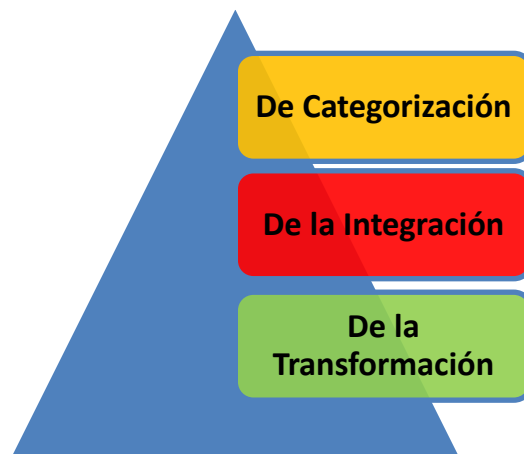 De Categorización
De la Integración
De la
Transformación